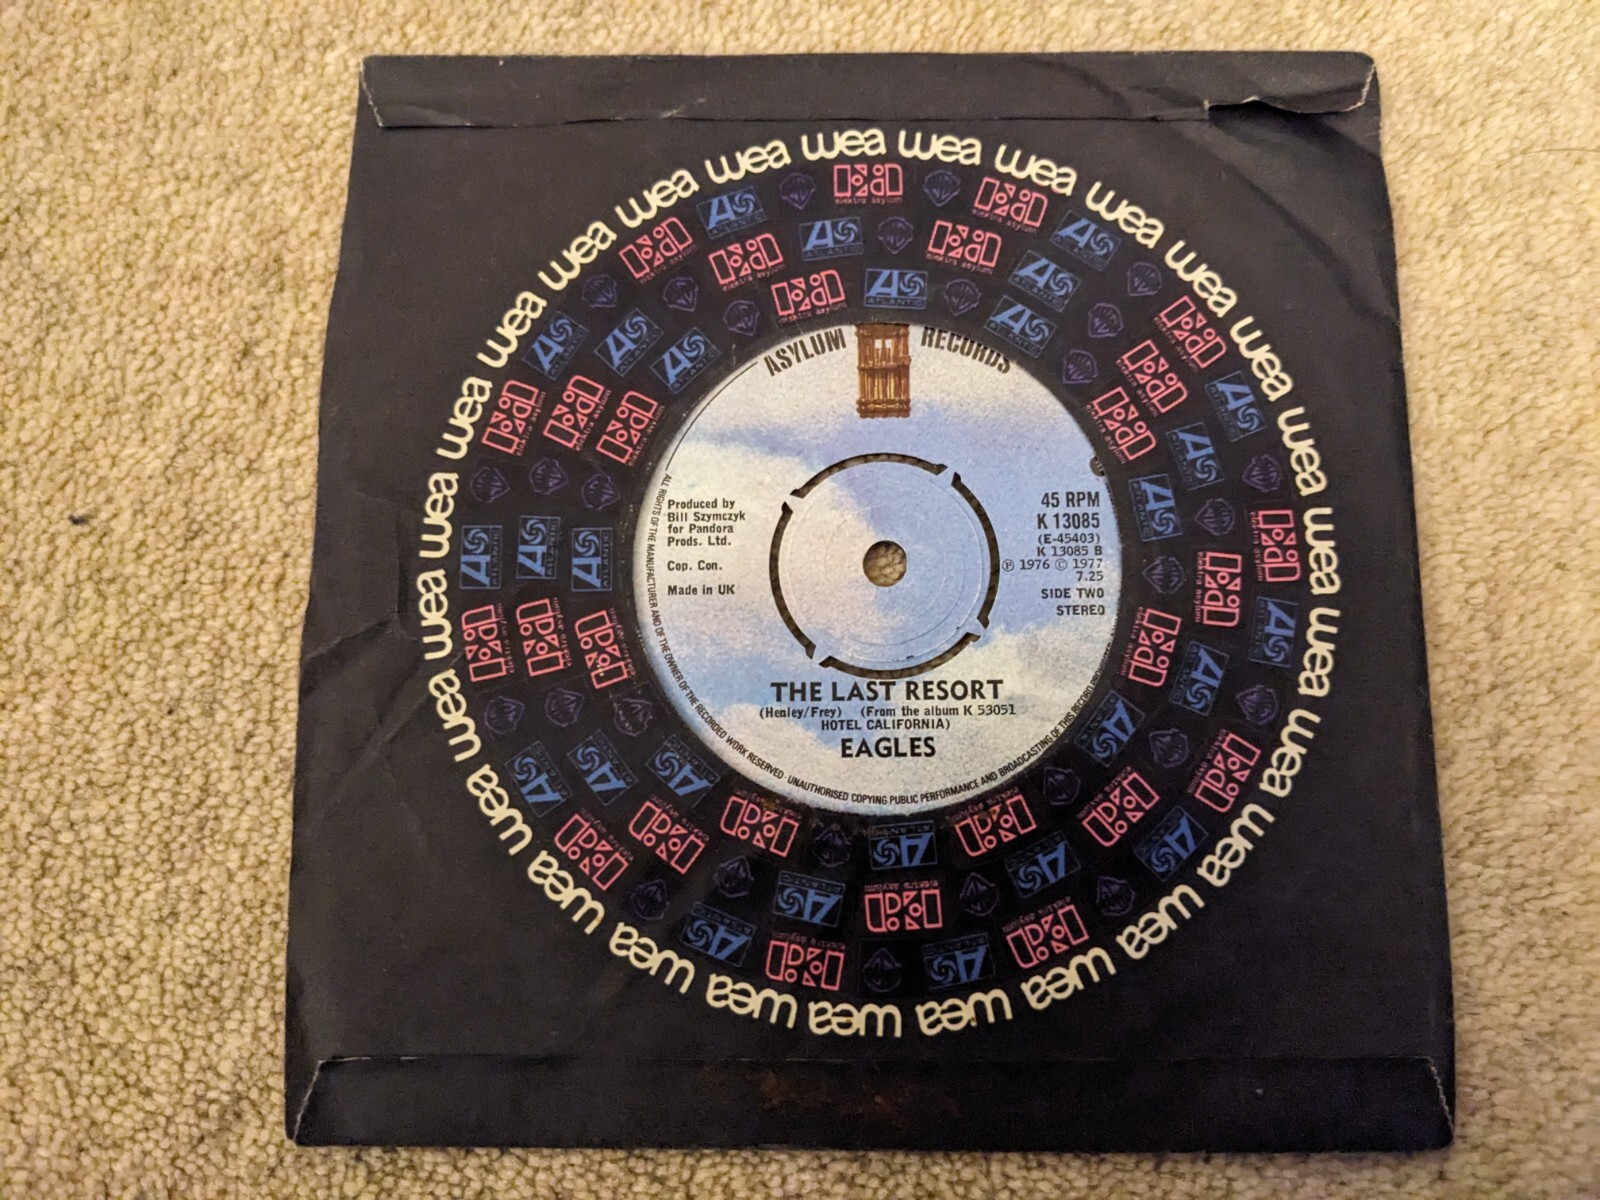 wea wea wea wea wea wea wea wea wea wea wea wea wea wea wea wea wea wea wea wea wea wea wea wea wea wea wea wea
elektra asylum
ATLANTIC
ASYLUM RECORDS
Produced by
Bill Szymczyk
for Pandora
Prods. Ltd.
Cop. Con.
Made in UK
45 RPM
K 13085
(E-45403)
K 13085 B
℗ 1976 © 1977
7.25
SIDE TWO
STEREO
THE LAST RESORT
(Henley/Frey) (From the album K 53051
HOTEL CALIFORNIA)
EAGLES
ALL RIGHTS OF THE MANUFACTURER AND OF THE OWNER OF THE RECORDED WORK RESERVED · UNAUTHORISED COPYING PUBLIC PERFORMANCE AND BROADCASTING OF THIS RECORD